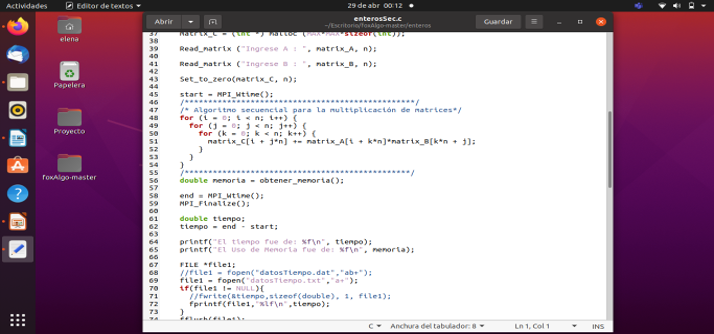 Actividades
Editor de textos
29 de abr 00:12
Abrir
enterosSec.c
~/Escritorio/foxAlgo-master/enteros
Guardar
elena
Papelera
Proyecto
foxAlgo-master
37 matrix_C = (int *) malloc (MAX*MAX*sizeof(int));
38
39 Read_matrix ("Ingrese A : ", matrix_A, n);
40
41 Read_matrix ("Ingrese B : ", matrix_B, n);
42
43 Set_to_zero(matrix_C, n);
44
45 start = MPI_Wtime();
46
47 /* Algoritmo secuencial para la multiplicación de matrices*/
48 for (i = 0; i < n; i++) {
49 for (j = 0; j < n; j++) {
50 for (k = 0; k < n; k++) {
51 matrix_C[i + j*n] += matrix_A[i + k*n]*matrix_B[k*n + j];
52 }
53 }
54 }
55
56 double memoria = obtener_memoria();
57
58 end = MPI_Wtime();
59 MPI_Finalize();
60
61 double tiempo;
62 tiempo = end - start;
63
64 printf("El tiempo fue de: %f\n", tiempo);
65 printf("El Uso de Memoria fue de: %f\n", memoria);
66
67 FILE *file1;
68 //file1 = fopen("datosTiempo.dat","ab+");
69 file1 = fopen("datosTiempo.txt","a+");
70 if(file1 != NULL){
71 //fwrite(&tiempo,sizeof(double), 1, file1);
72 fprintf(file1,"%lf\n",tiempo);
73 }
74 fflush(file1);
C
Anchura del tabulador: 8
Ln 1, Col 1
INS